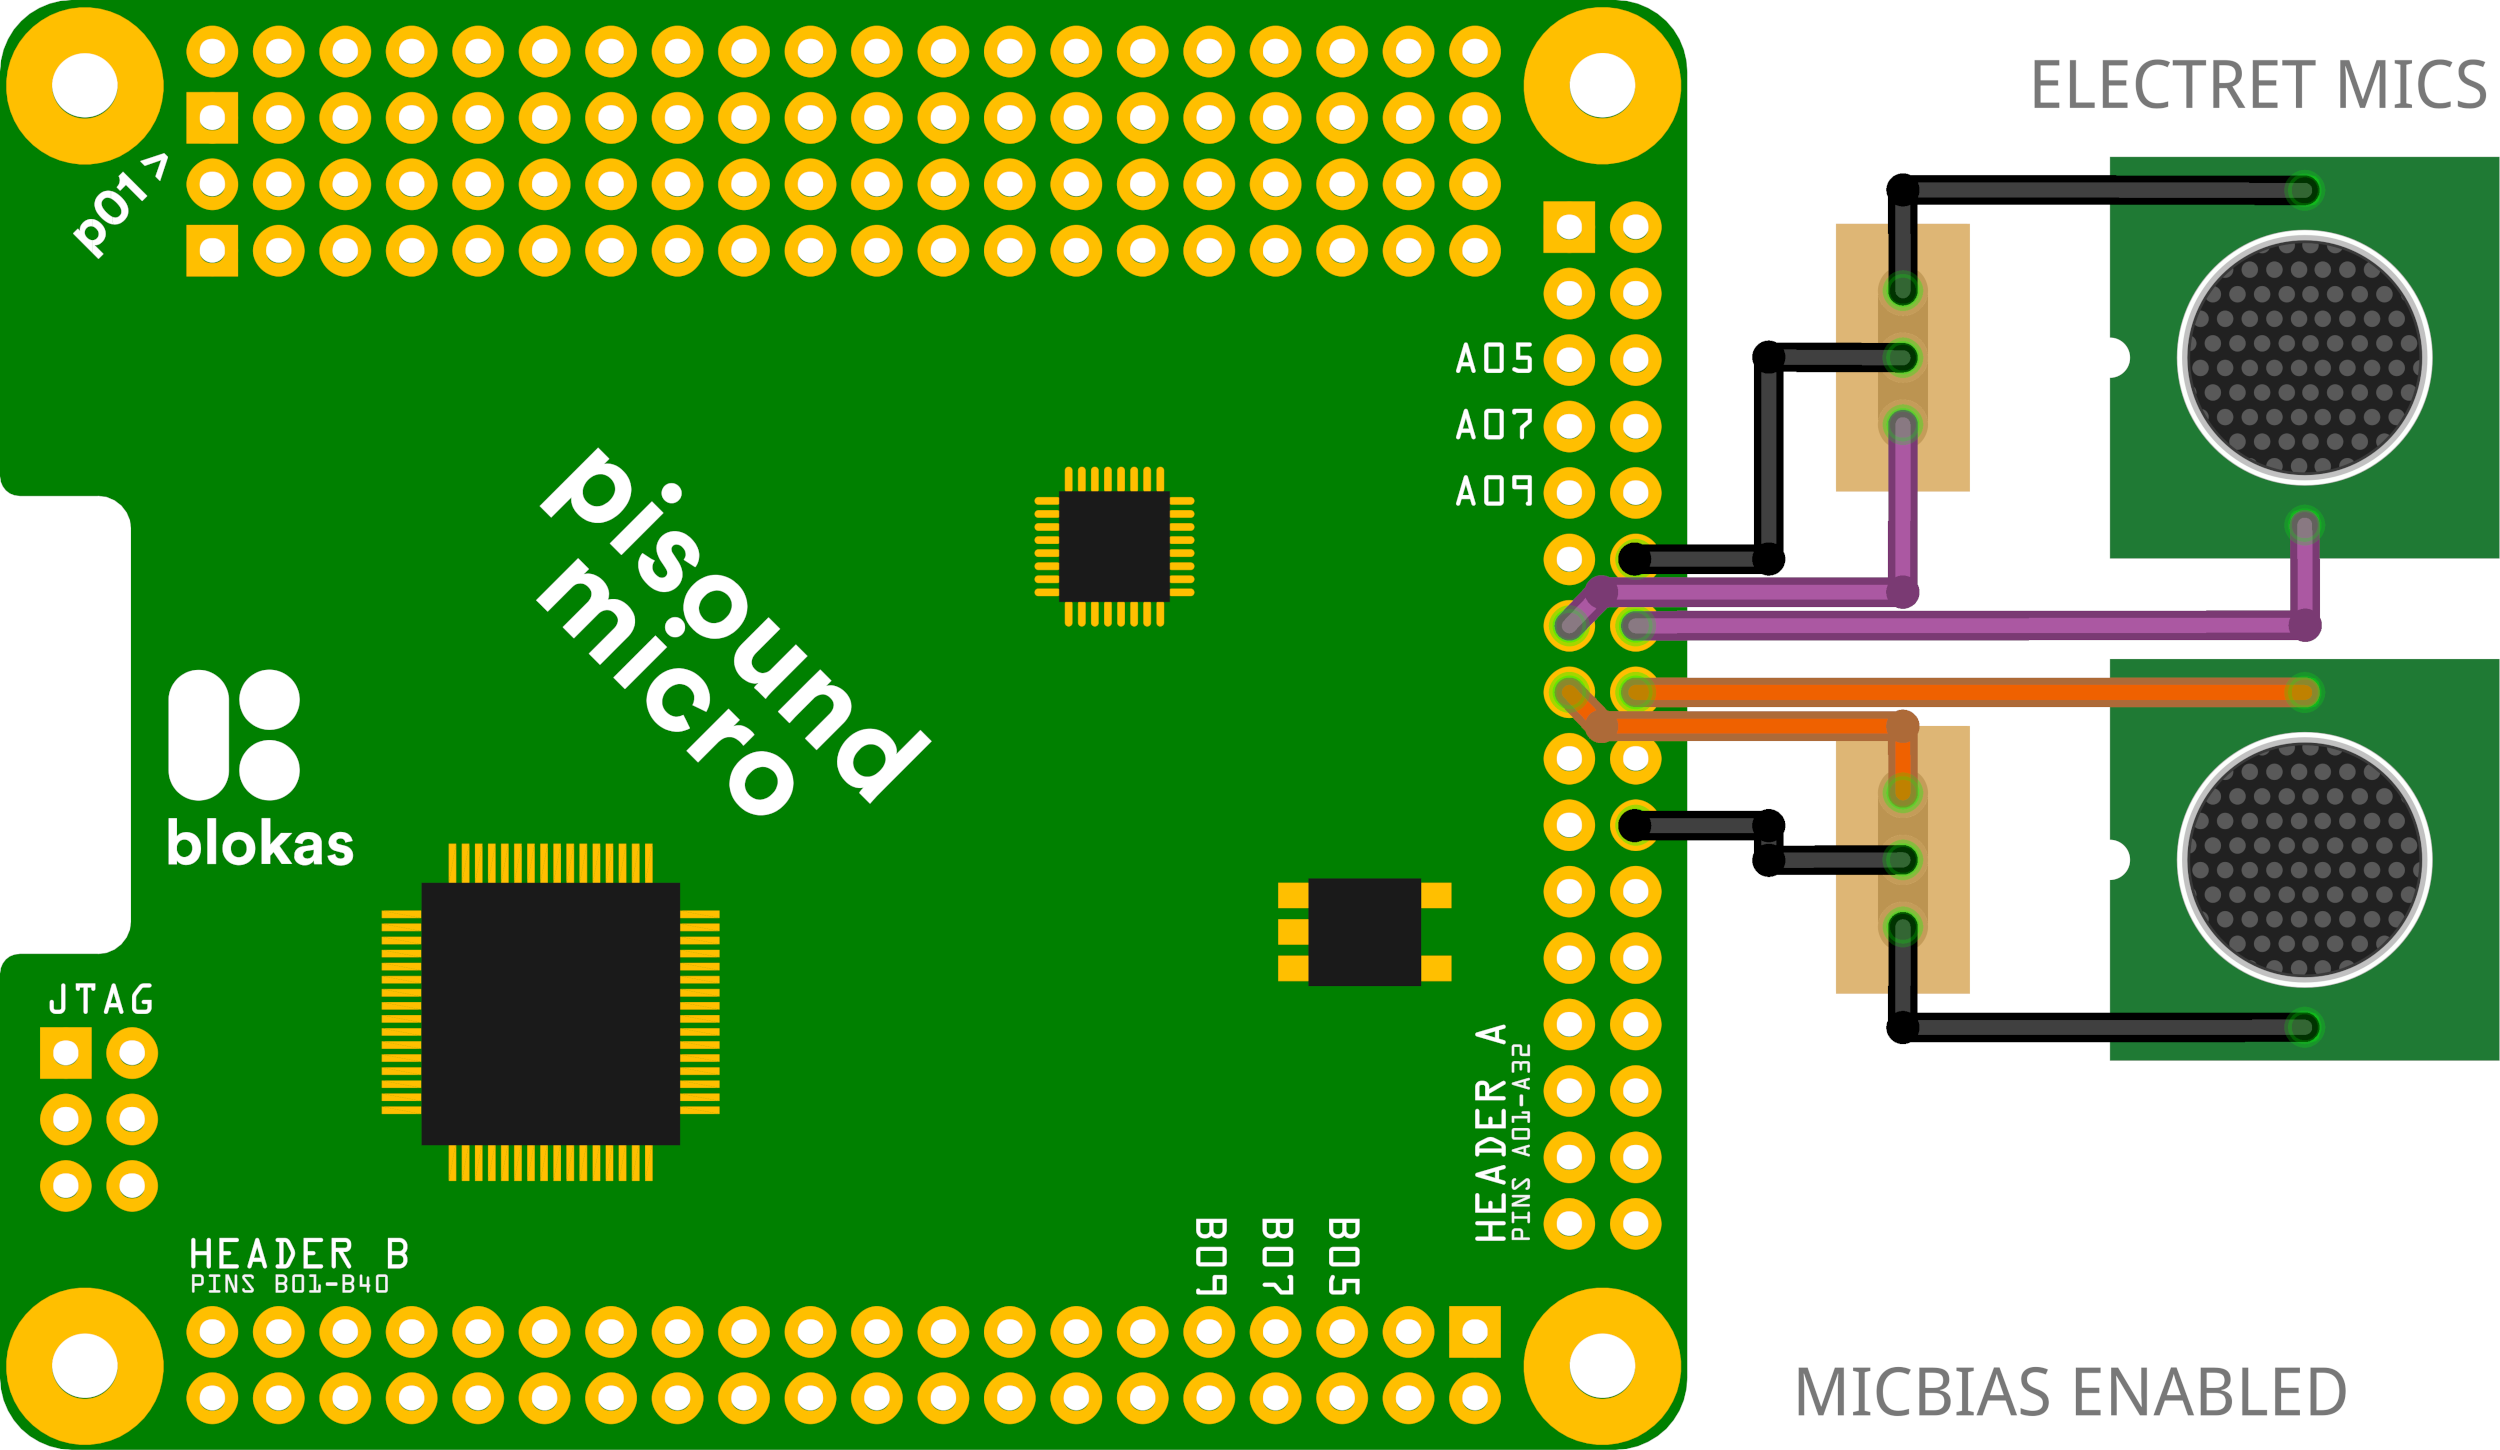 ELECTRET MICS
port >
A05
A07
A09
pisound
micro
blokas
JTAG
HEADER A
PINS A01-A32
HEADER B
PINS B01-B40
B09
B07
B05
MICBIAS ENABLED